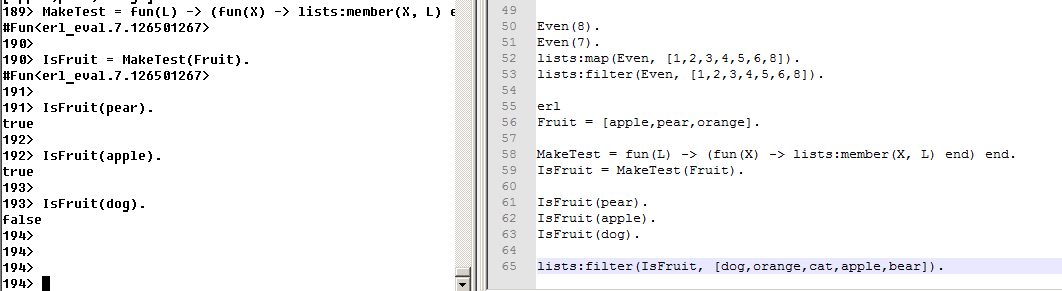 189> MakeTest = fun(L) -> (fun(X) -> lists:member(X, L) e
#Fun<erl_eval.7.126501267>
190>
190> IsFruit = MakeTest(Fruit).
#Fun<erl_eval.7.126501267>
191>
191> IsFruit(pear).
true
192>
192> IsFruit(apple).
true
193>
193> IsFruit(dog).
false
194>
194>
194>
194>
49
50 Even(8).
51 Even(7).
52 lists:map(Even, [1,2,3,4,5,6,8]).
53 lists:filter(Even, [1,2,3,4,5,6,8]).
54
55 erl
56 Fruit = [apple,pear,orange].
57
58 MakeTest = fun(L) -> (fun(X) -> lists:member(X, L) end) end.
59 IsFruit = MakeTest(Fruit).
60
61 IsFruit(pear).
62 IsFruit(apple).
63 IsFruit(dog).
64
65 lists:filter(IsFruit, [dog,orange,cat,apple,bear]).